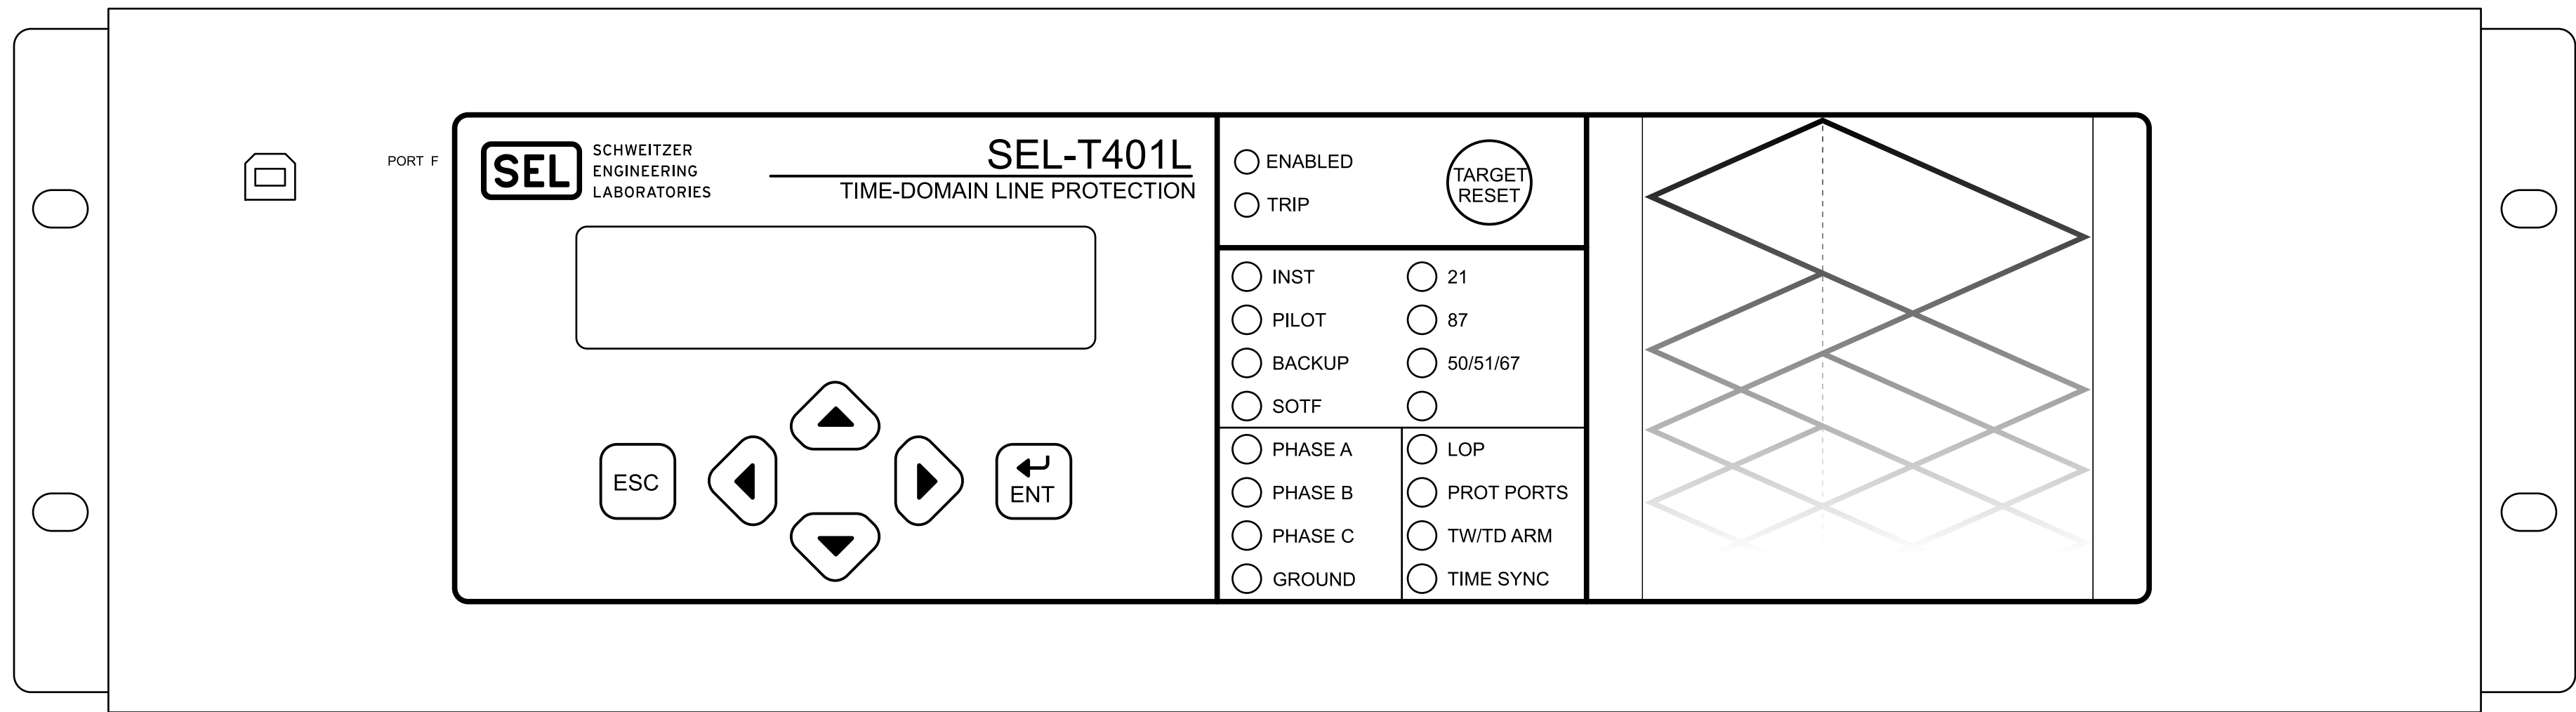 PORT F
SEL
SCHWEITZER
ENGINEERING
LABORATORIES
SEL-T401L
TIME-DOMAIN LINE PROTECTION
ESC
ENT
ENABLED
TRIP
TARGET
RESET
INST
PILOT
BACKUP
SOTF
21
87
50/51/67
PHASE A
PHASE B
PHASE C
GROUND
LOP
PROT PORTS
TW/TD ARM
TIME SYNC